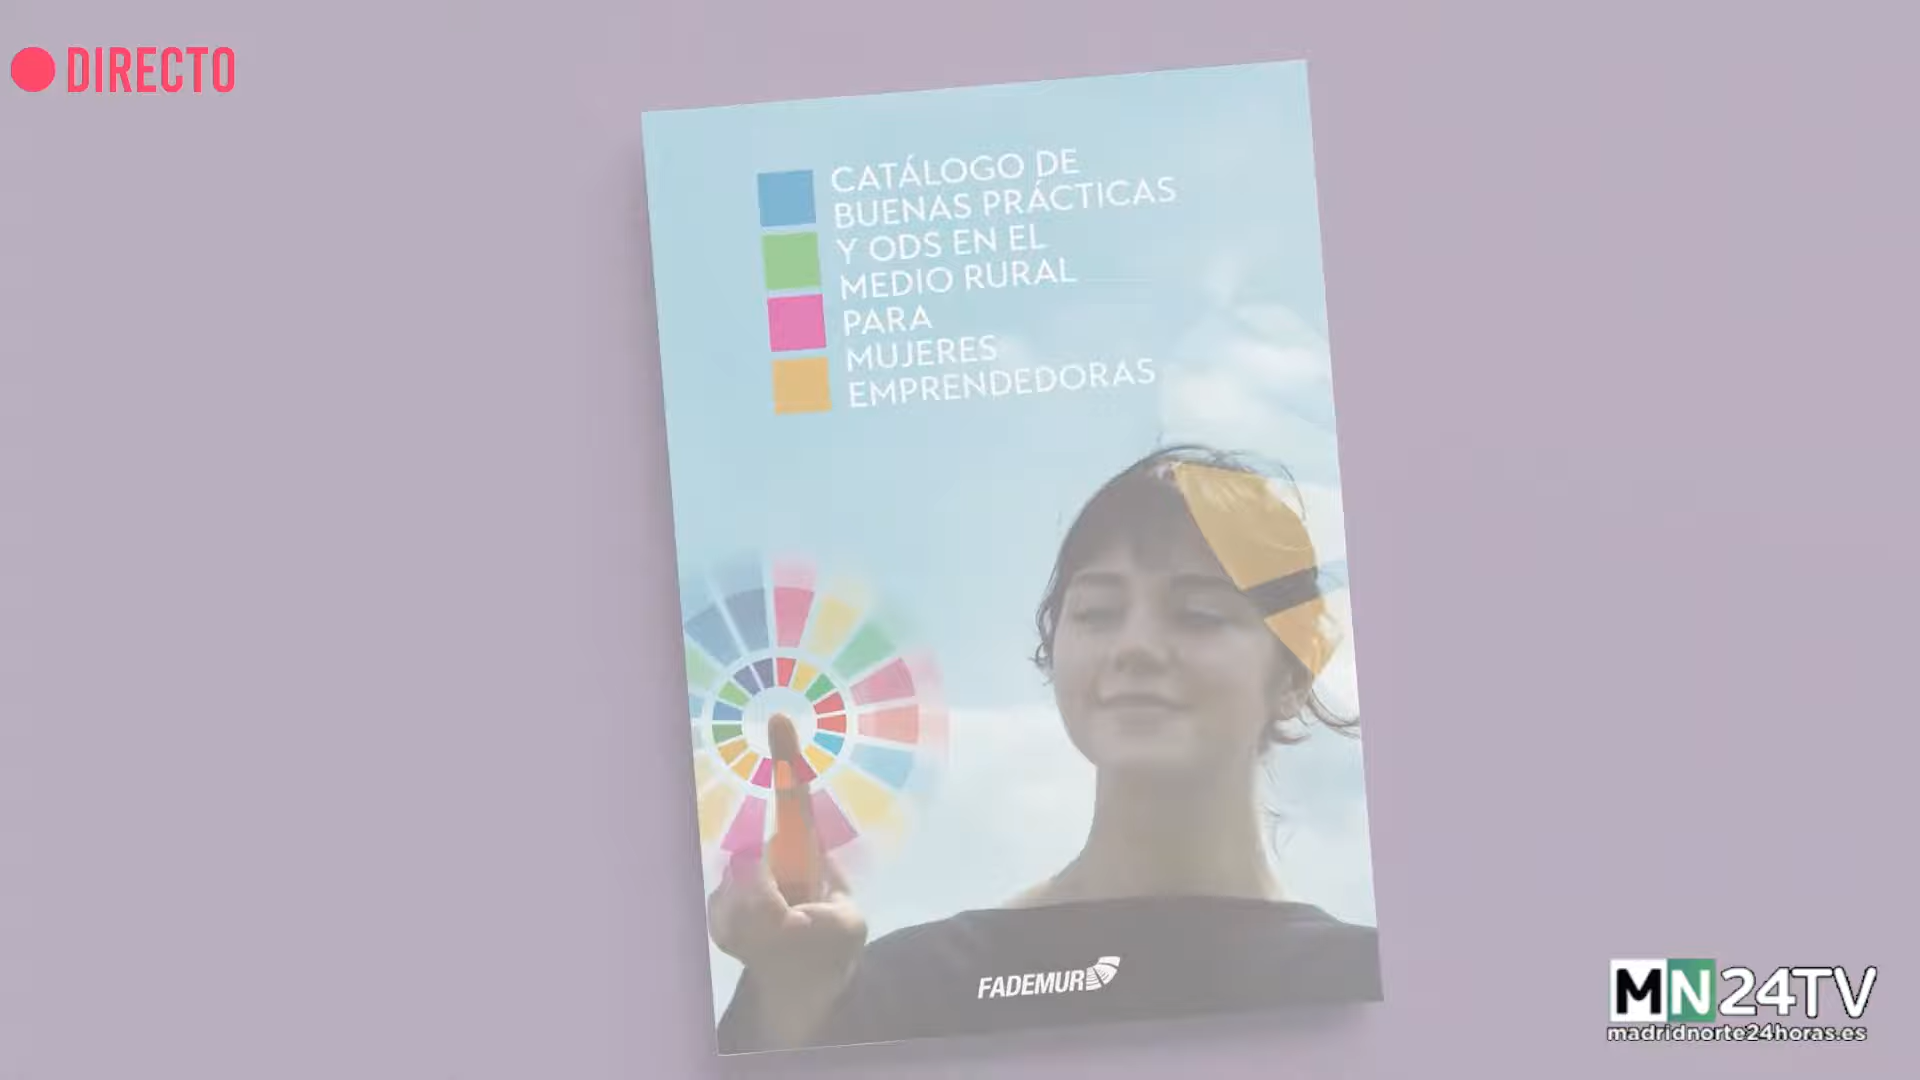 DIRECTO
CATÁLOGO DE
BUENAS PRÁCTICAS
Y ODS EN EL
MEDIO RURAL
PARA
MUJERES
EMPRENDEDORAS
FADEMUR
MN24TV
madridnorte24horas.es